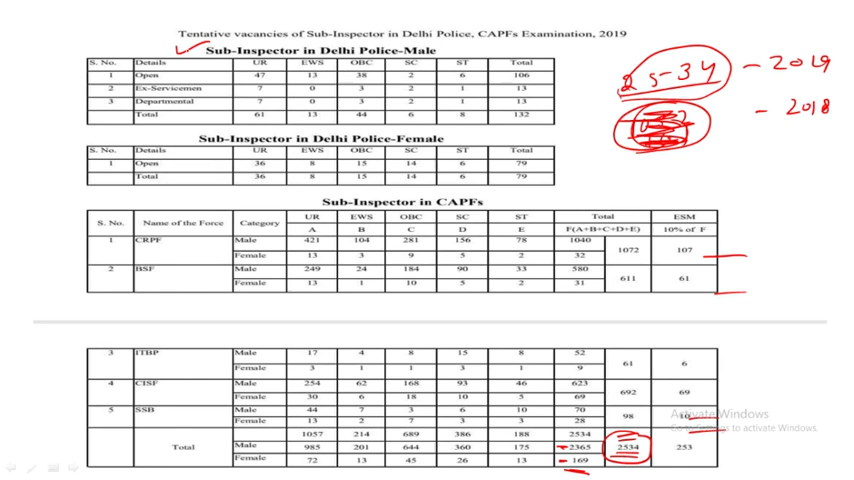 Tentative vacancies of Sub-Inspector in Delhi Police, CAPFs Examination, 2019
Sub-Inspector in Delhi Police-Male
S. No. Details UR EWS OBC SC ST Total
1 Open 47 13 38 2 6 106
2 Ex-Servicemen 7 0 3 2 1 13
3 Departmental 7 0 3 2 1 13
Total 61 13 44 6 8 132
2534 - 2019
- 2018
Sub-Inspector in Delhi Police-Female
Details UR EWS OBC SC ST Total
1 Open 36 8 15 14 6 79
Total 36 8 15 14 6 79
Sub-Inspector in CAPFs
S. No. Name of the Force Category UR EWS OBC SC ST Total ESM
A B C D E F(A+B+C+D+E) 10% of F
1 CRPF Male 421 104 281 156 78 1040 1072 107
Female 13 3 9 5 2 32
2 BSF Male 249 24 184 90 33 580 611 61
Female 13 1 10 5 2 31
3 ITBP Male 17 4 8 15 8 52 61 6
Female 3 1 1 3 1 9
4 CISF Male 254 62 168 93 46 623 692 69
Female 30 6 18 10 5 69
5 SSB Male 44 7 3 6 10 70 98 10
Female 13 2 7 3 3 28
Total 1057 214 689 386 188 2534 2534 253
Male 985 201 644 360 175 2365
Female 72 13 45 26 13 169
Activate Windows
Go to Settings to activate Windows.